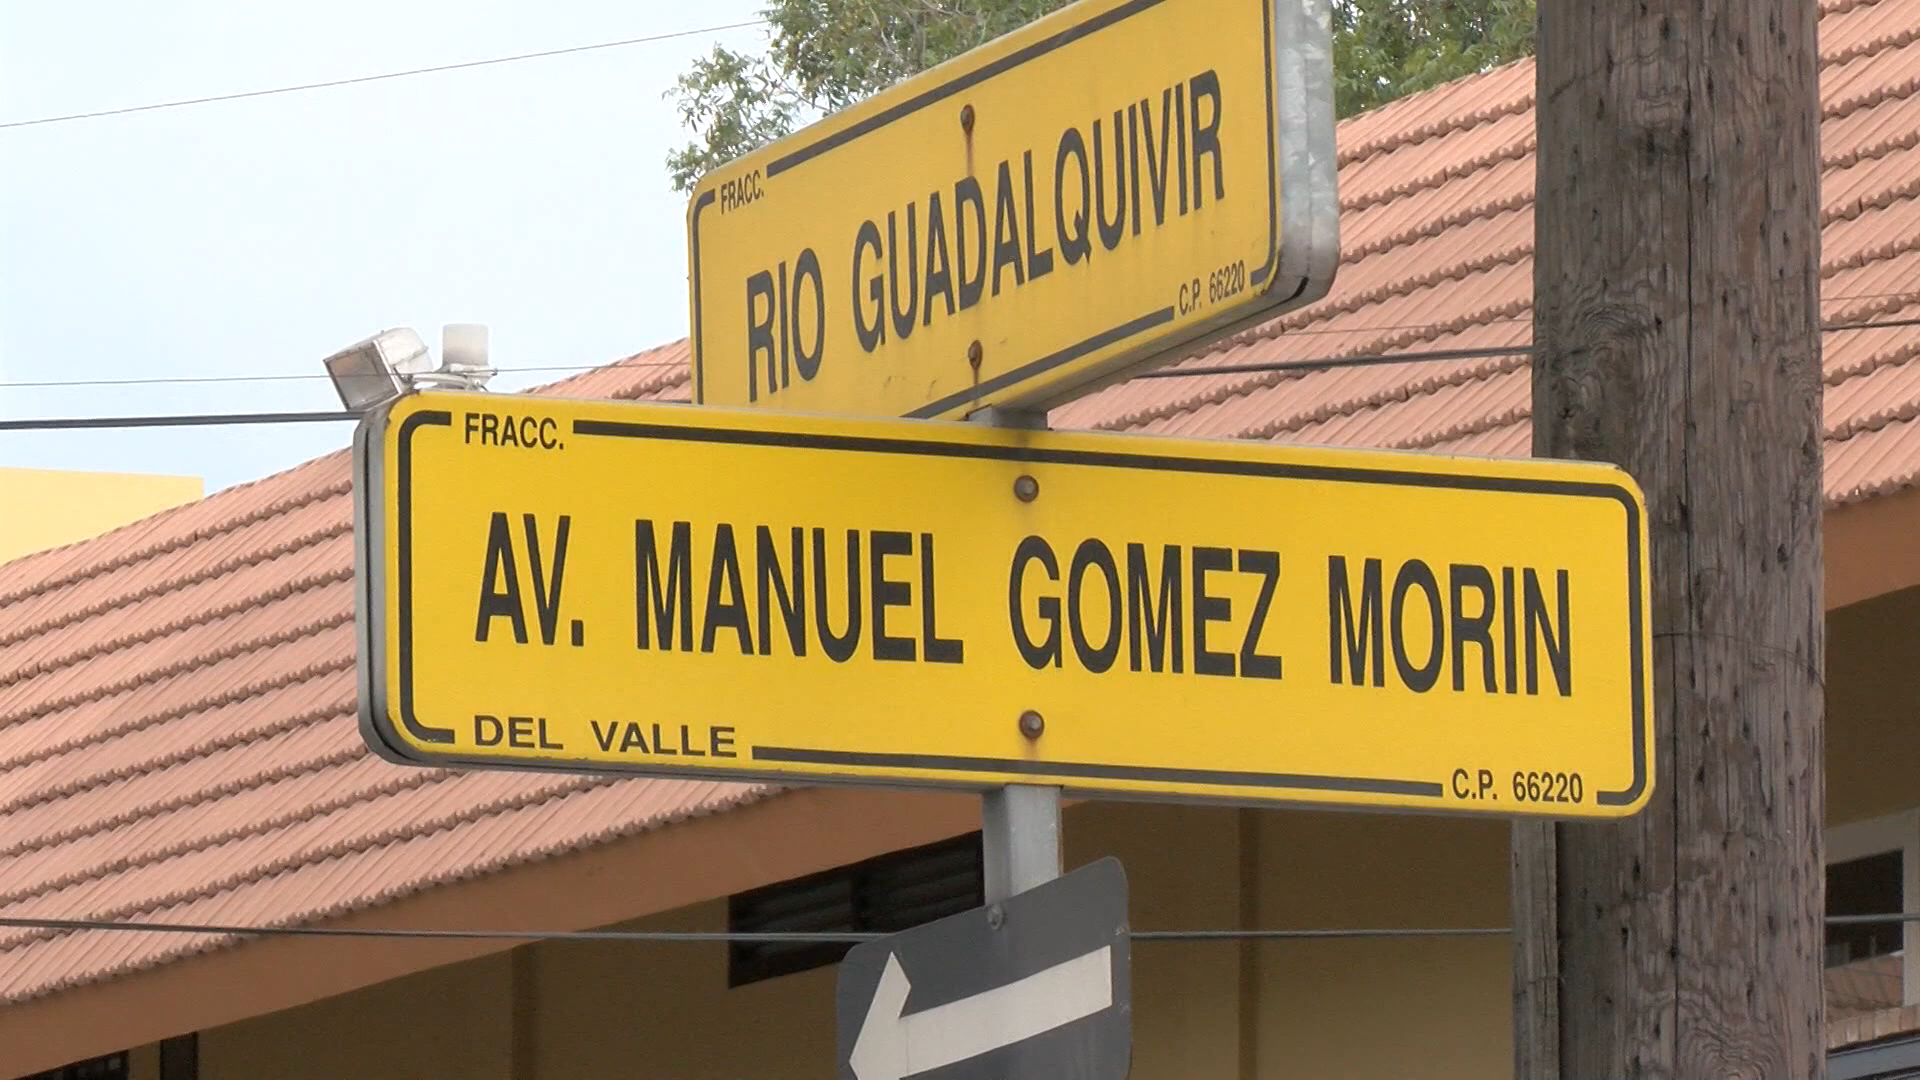 FRACC.
RIO GUADALQUIVIR
C.P. 66220
FRACC.
AV. MANUEL GOMEZ MORIN
DEL VALLE
C.P. 66220